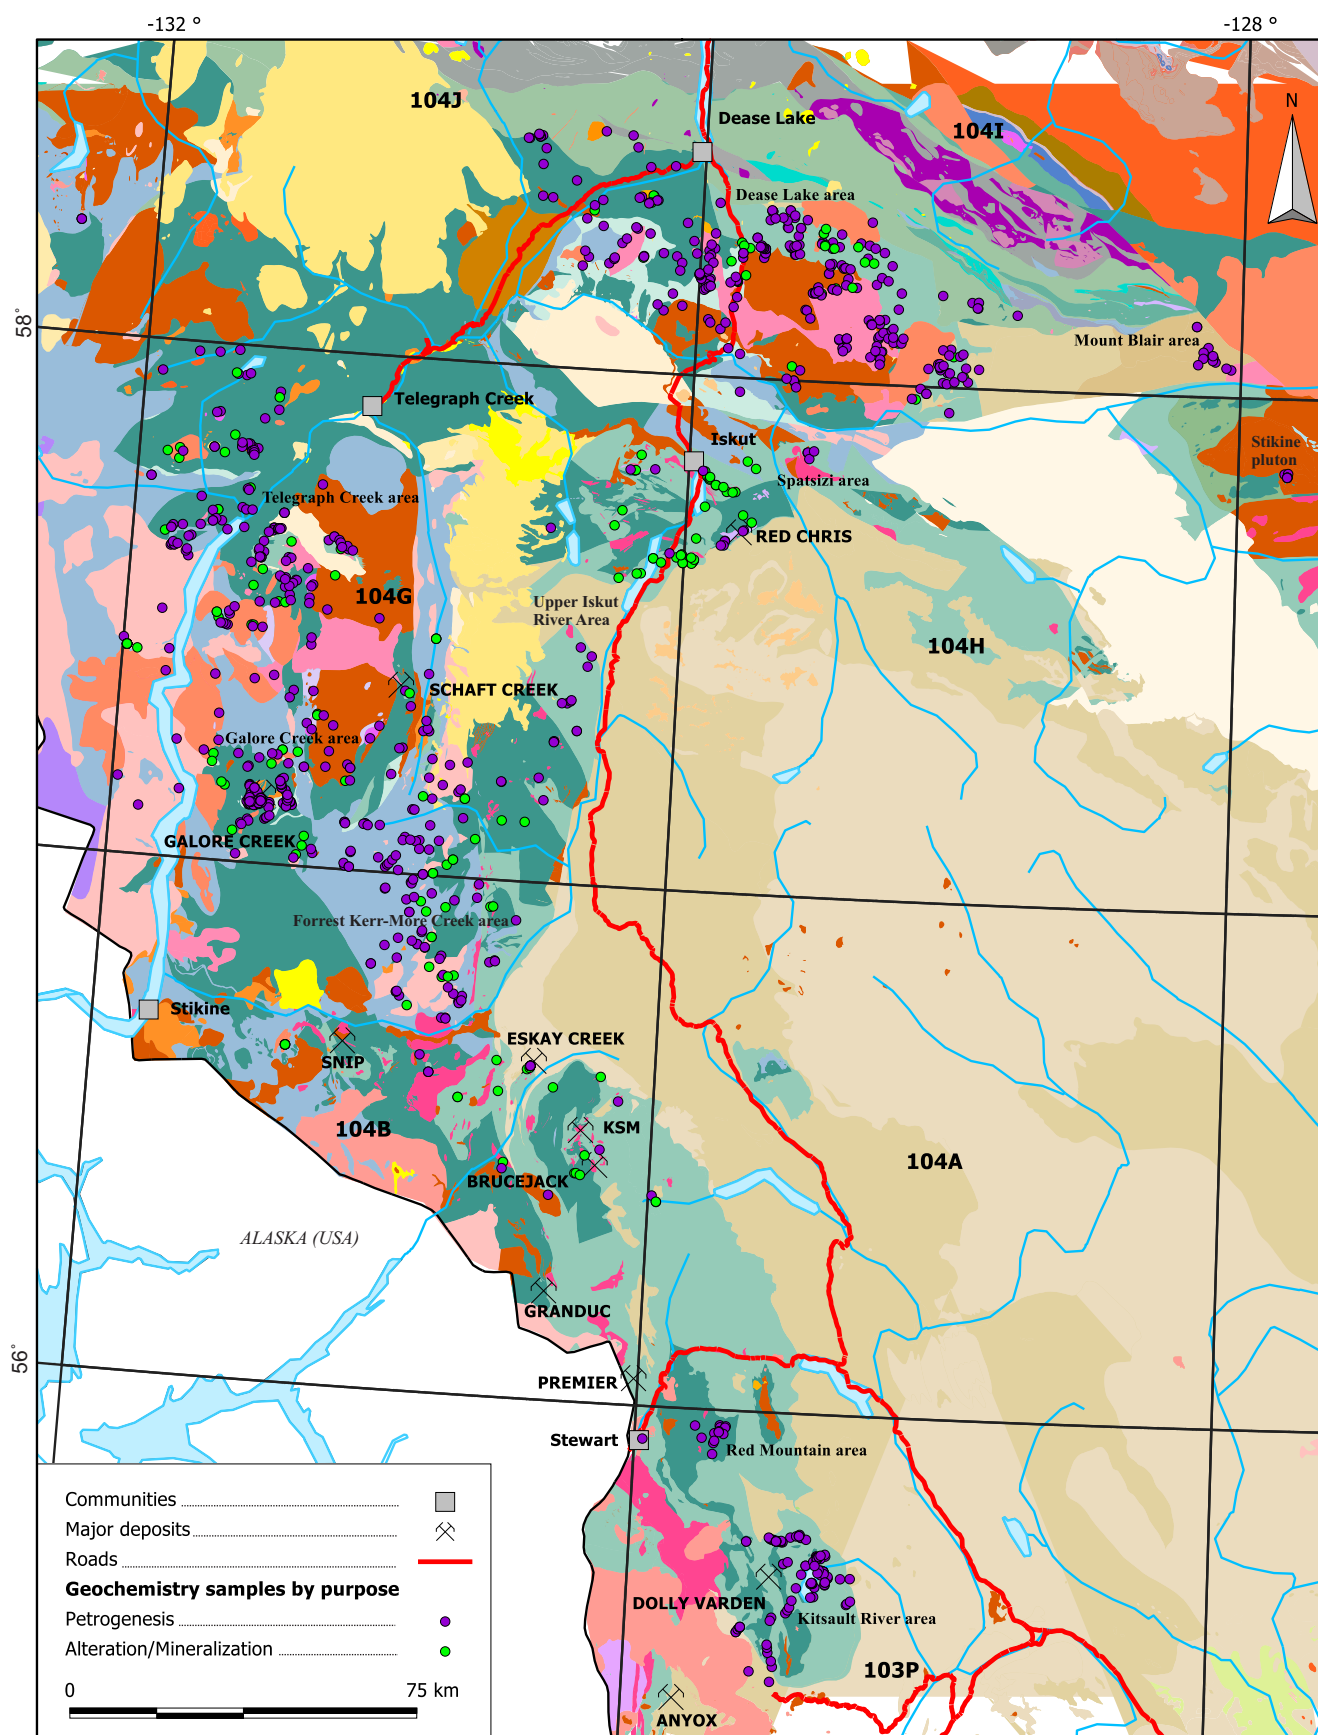 -132 °
-128 °
104J
Dease Lake
104I
N
Dease Lake area
58°
Mount Blair area
Telegraph Creek
Iskut
Stikine
pluton
Spatsizi area
Telegraph Creek area
RED CHRIS
104G
Upper Iskut
River Area
104H
SCHAFT CREEK
Galore Creek area
GALORE CREEK
Forrest Kerr-More Creek area
Stikine
ESKAY CREEK
SNIP
104B
KSM
104A
BRUCEJACK
ALASKA (USA)
GRANDUC
56°
PREMIER
Stewart
Red Mountain area
DOLLY VARDEN
Kitsault River area
103P
ANYOX
Communities
Major deposits
Roads
Geochemistry samples by purpose
Petrogenesis
Alteration/Mineralization
0 75 km